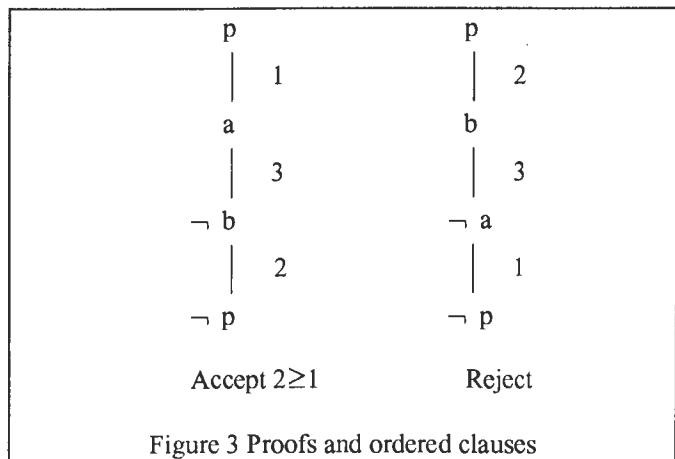 p p
1 2
a b
3 3
¬ b ¬ a
2 1
¬ p ¬ p
Accept 2≥1 Reject
Figure 3 Proofs and ordered clauses